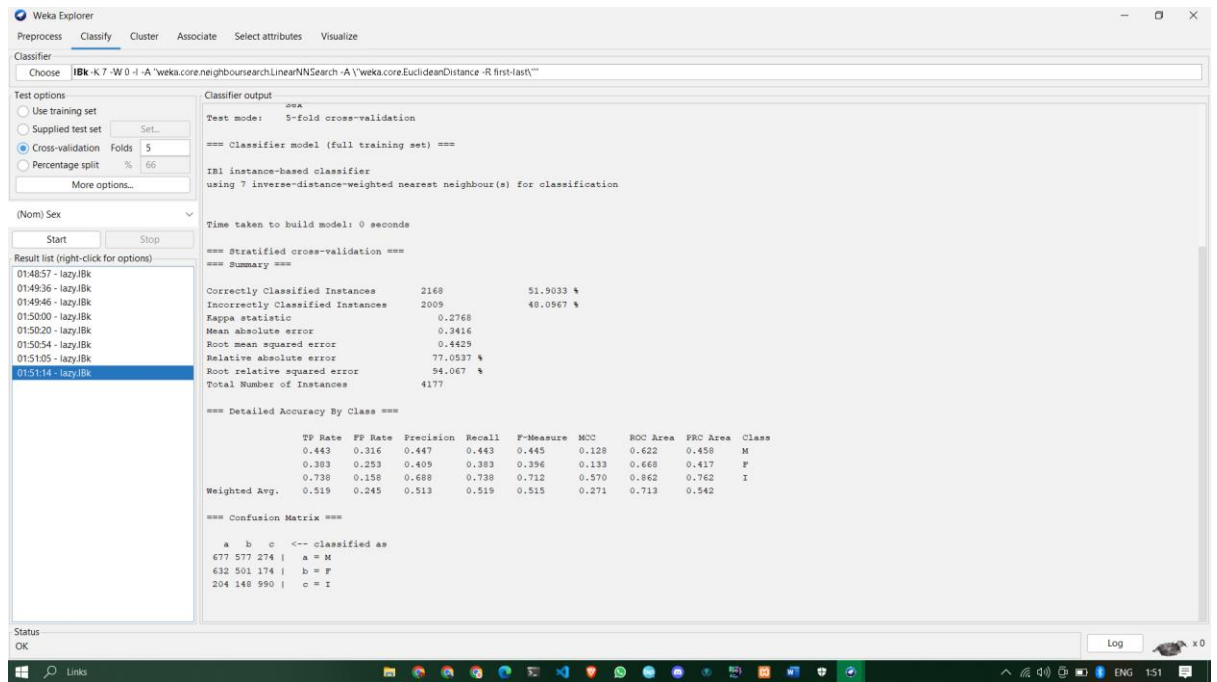 Weka Explorer
Preprocess Classify Cluster Associate Select attributes Visualize
Classifier
Choose IBk -K 7 -W 0 -I -A "weka.core.neighboursearch.LinearNNSearch -A \"weka.core.EuclideanDistance -R first-last\""
Test options
Use training set
Supplied test set Set...
Cross-validation Folds 5
Percentage split % 66
More options...
(Nom) Sex
Start Stop
Result list (right-click for options)
01:48:57 - lazy.IBk
01:49:36 - lazy.IBk
01:49:46 - lazy.IBk
01:50:00 - lazy.IBk
01:50:20 - lazy.IBk
01:50:54 - lazy.IBk
01:51:05 - lazy.IBk
01:51:14 - lazy.IBk
Classifier output
Sex
Test mode: 5-fold cross-validation
=== Classifier model (full training set) ===
IB1 instance-based classifier
using 7 inverse-distance-weighted nearest neighbour(s) for classification
Time taken to build model: 0 seconds
=== Stratified cross-validation ===
=== Summary ===
Correctly Classified Instances 2168 51.9033 %
Incorrectly Classified Instances 2009 48.0967 %
Kappa statistic 0.2768
Mean absolute error 0.3416
Root mean squared error 0.4429
Relative absolute error 77.0537 %
Root relative squared error 94.067 %
Total Number of Instances 4177
=== Detailed Accuracy By Class ===
TP Rate FP Rate Precision Recall F-Measure MCC ROC Area PRC Area Class
0.443 0.316 0.447 0.443 0.445 0.128 0.622 0.458 M
0.383 0.253 0.409 0.383 0.396 0.133 0.668 0.417 F
0.738 0.158 0.688 0.738 0.712 0.570 0.862 0.762 I
Weighted Avg. 0.519 0.245 0.513 0.519 0.515 0.271 0.713 0.542
=== Confusion Matrix ===
a b c <-- classified as
677 577 274 | a = M
632 501 174 | b = F
204 148 990 | c = I
Status
OK
Log x 0
Links
ENG 1:51